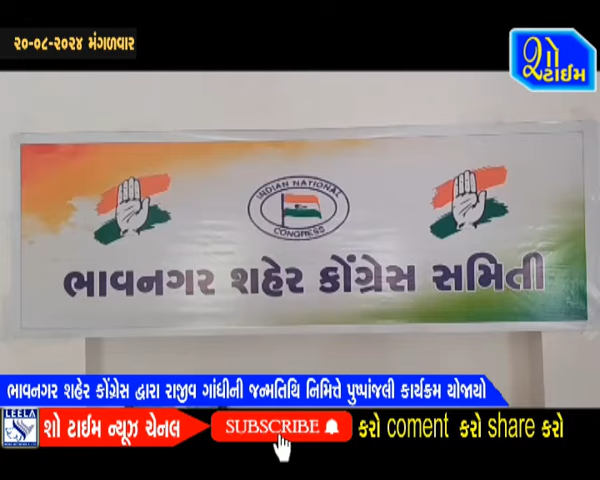 ૨૦-૦૮-૨૦૨૪ મંગળવાર
શો
ટાઈમ
INDIAN NATIONAL
CONGRESS
ભાવનગર શહેર કોંગ્રેસ સમિતી
ભાવનગર શહેર કોંગ્રેસ દ્વારા રાજીવ ગાંધીની જન્મતિથિ નિમિત્તે પુષ્પાંજલી કાર્યક્રમ યોજાયો
LEELA
શો ટાઈમ ન્યૂઝ ચેનલ SUBSCRIBE કરો coment કરો share કરો